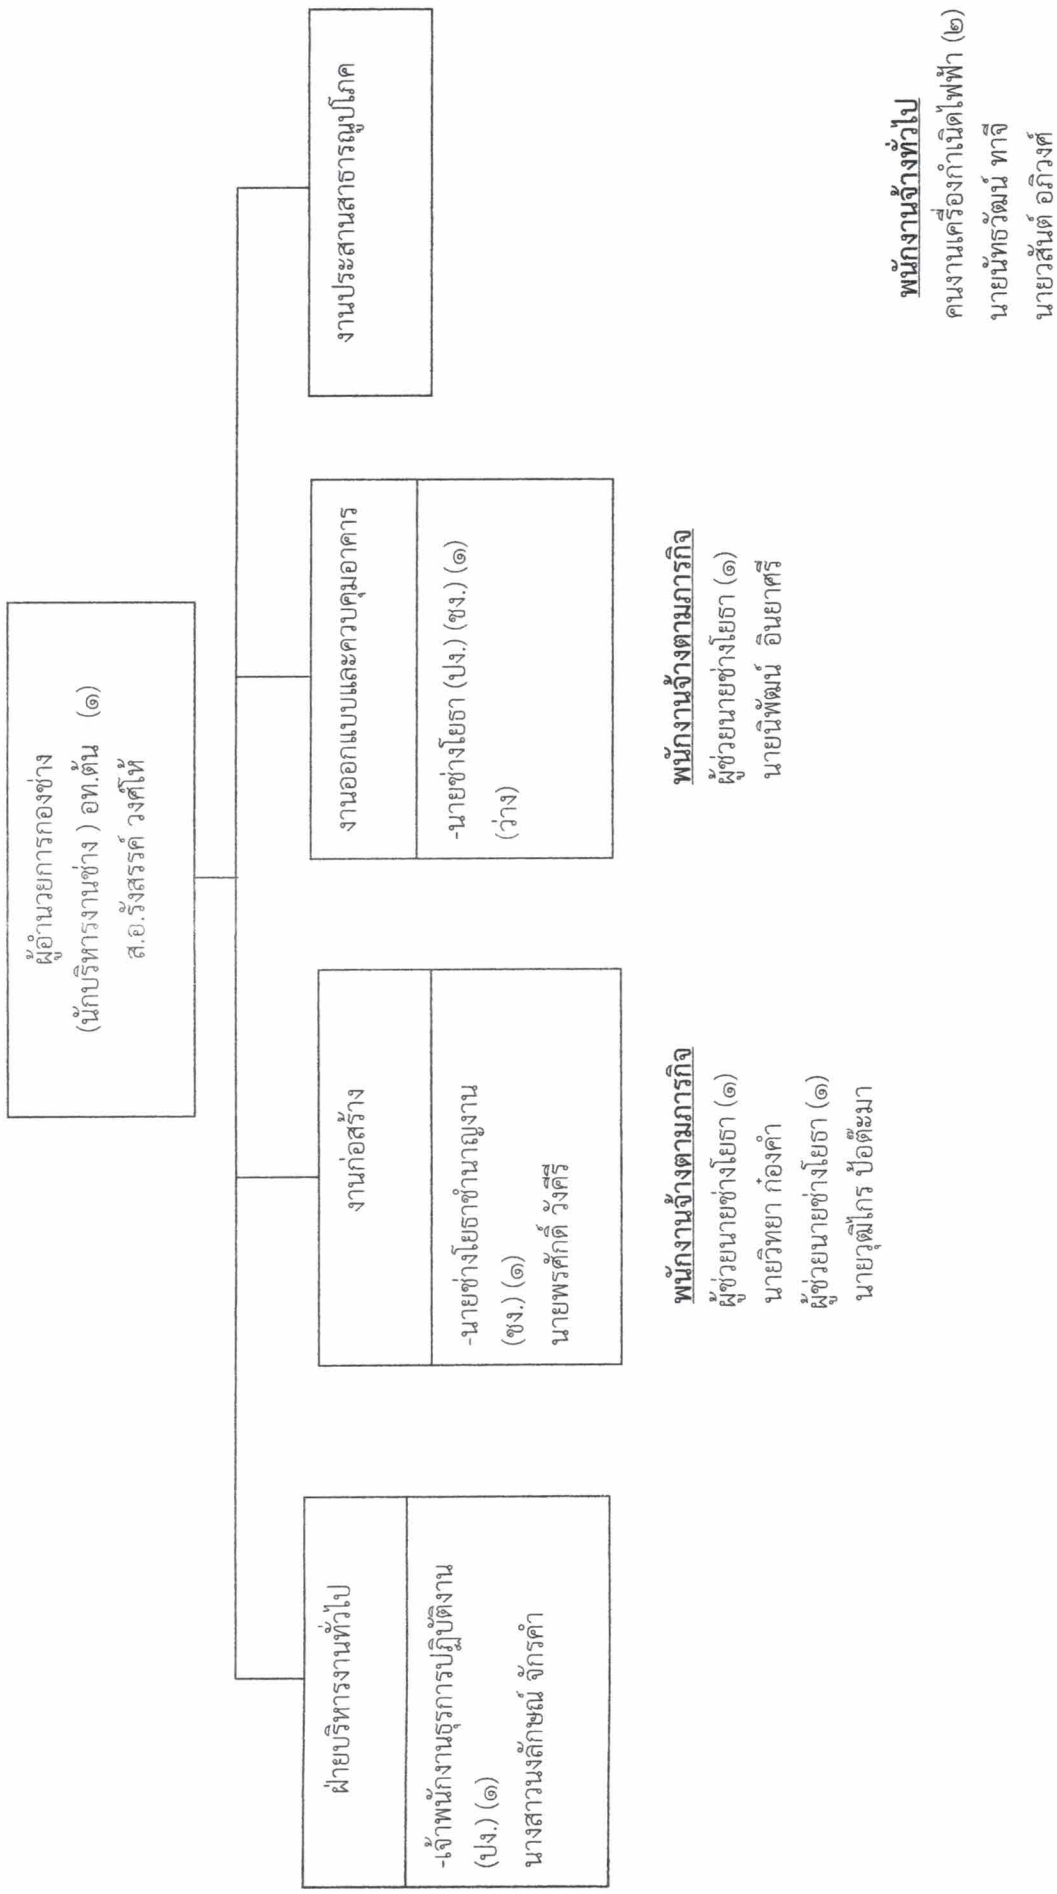 ผู้อำนวยการกองช่าง
(นักบริหารงานช่าง ) อท.ต้น (๑)
ส.อ.รังสรรค์ วงศ์ไห้
ฝ่ายบริหารงานทั่วไป
-เจ้าพนักงานธุรการปฏิบัติงาน
(ปง.) (๑)
นางสาวนงลักษณ์ จักรคำ
งานก่อสร้าง
-นายช่างโยธาชำนาญงาน
(ชง.) (๑)
นายพรศักดิ์ วังศิรี
พนักงานจ้างตามภารกิจ
ผู้ช่วยนายช่างโยธา (๑)
นายวิทยา ก๋องคำ
ผู้ช่วยนายช่างโยธา (๑)
นายวุฒิไกร ป้อต๊ะมา
งานออกแบบและควบคุมอาคาร
-นายช่างโยธา (ปง.) (ชง.) (๑)
(ว่าง)
พนักงานจ้างตามภารกิจ
ผู้ช่วยนายช่างโยธา (๑)
นายนิพัฒน์ อินยาศรี
งานประสานสาธารณูปโภค
พนักงานจ้างทั่วไป
คนงานเครื่องกำเนิดไฟฟ้า (๒)
นายนัทธวัฒน์ ทาจี
นายวสันต์ อภิวงค์